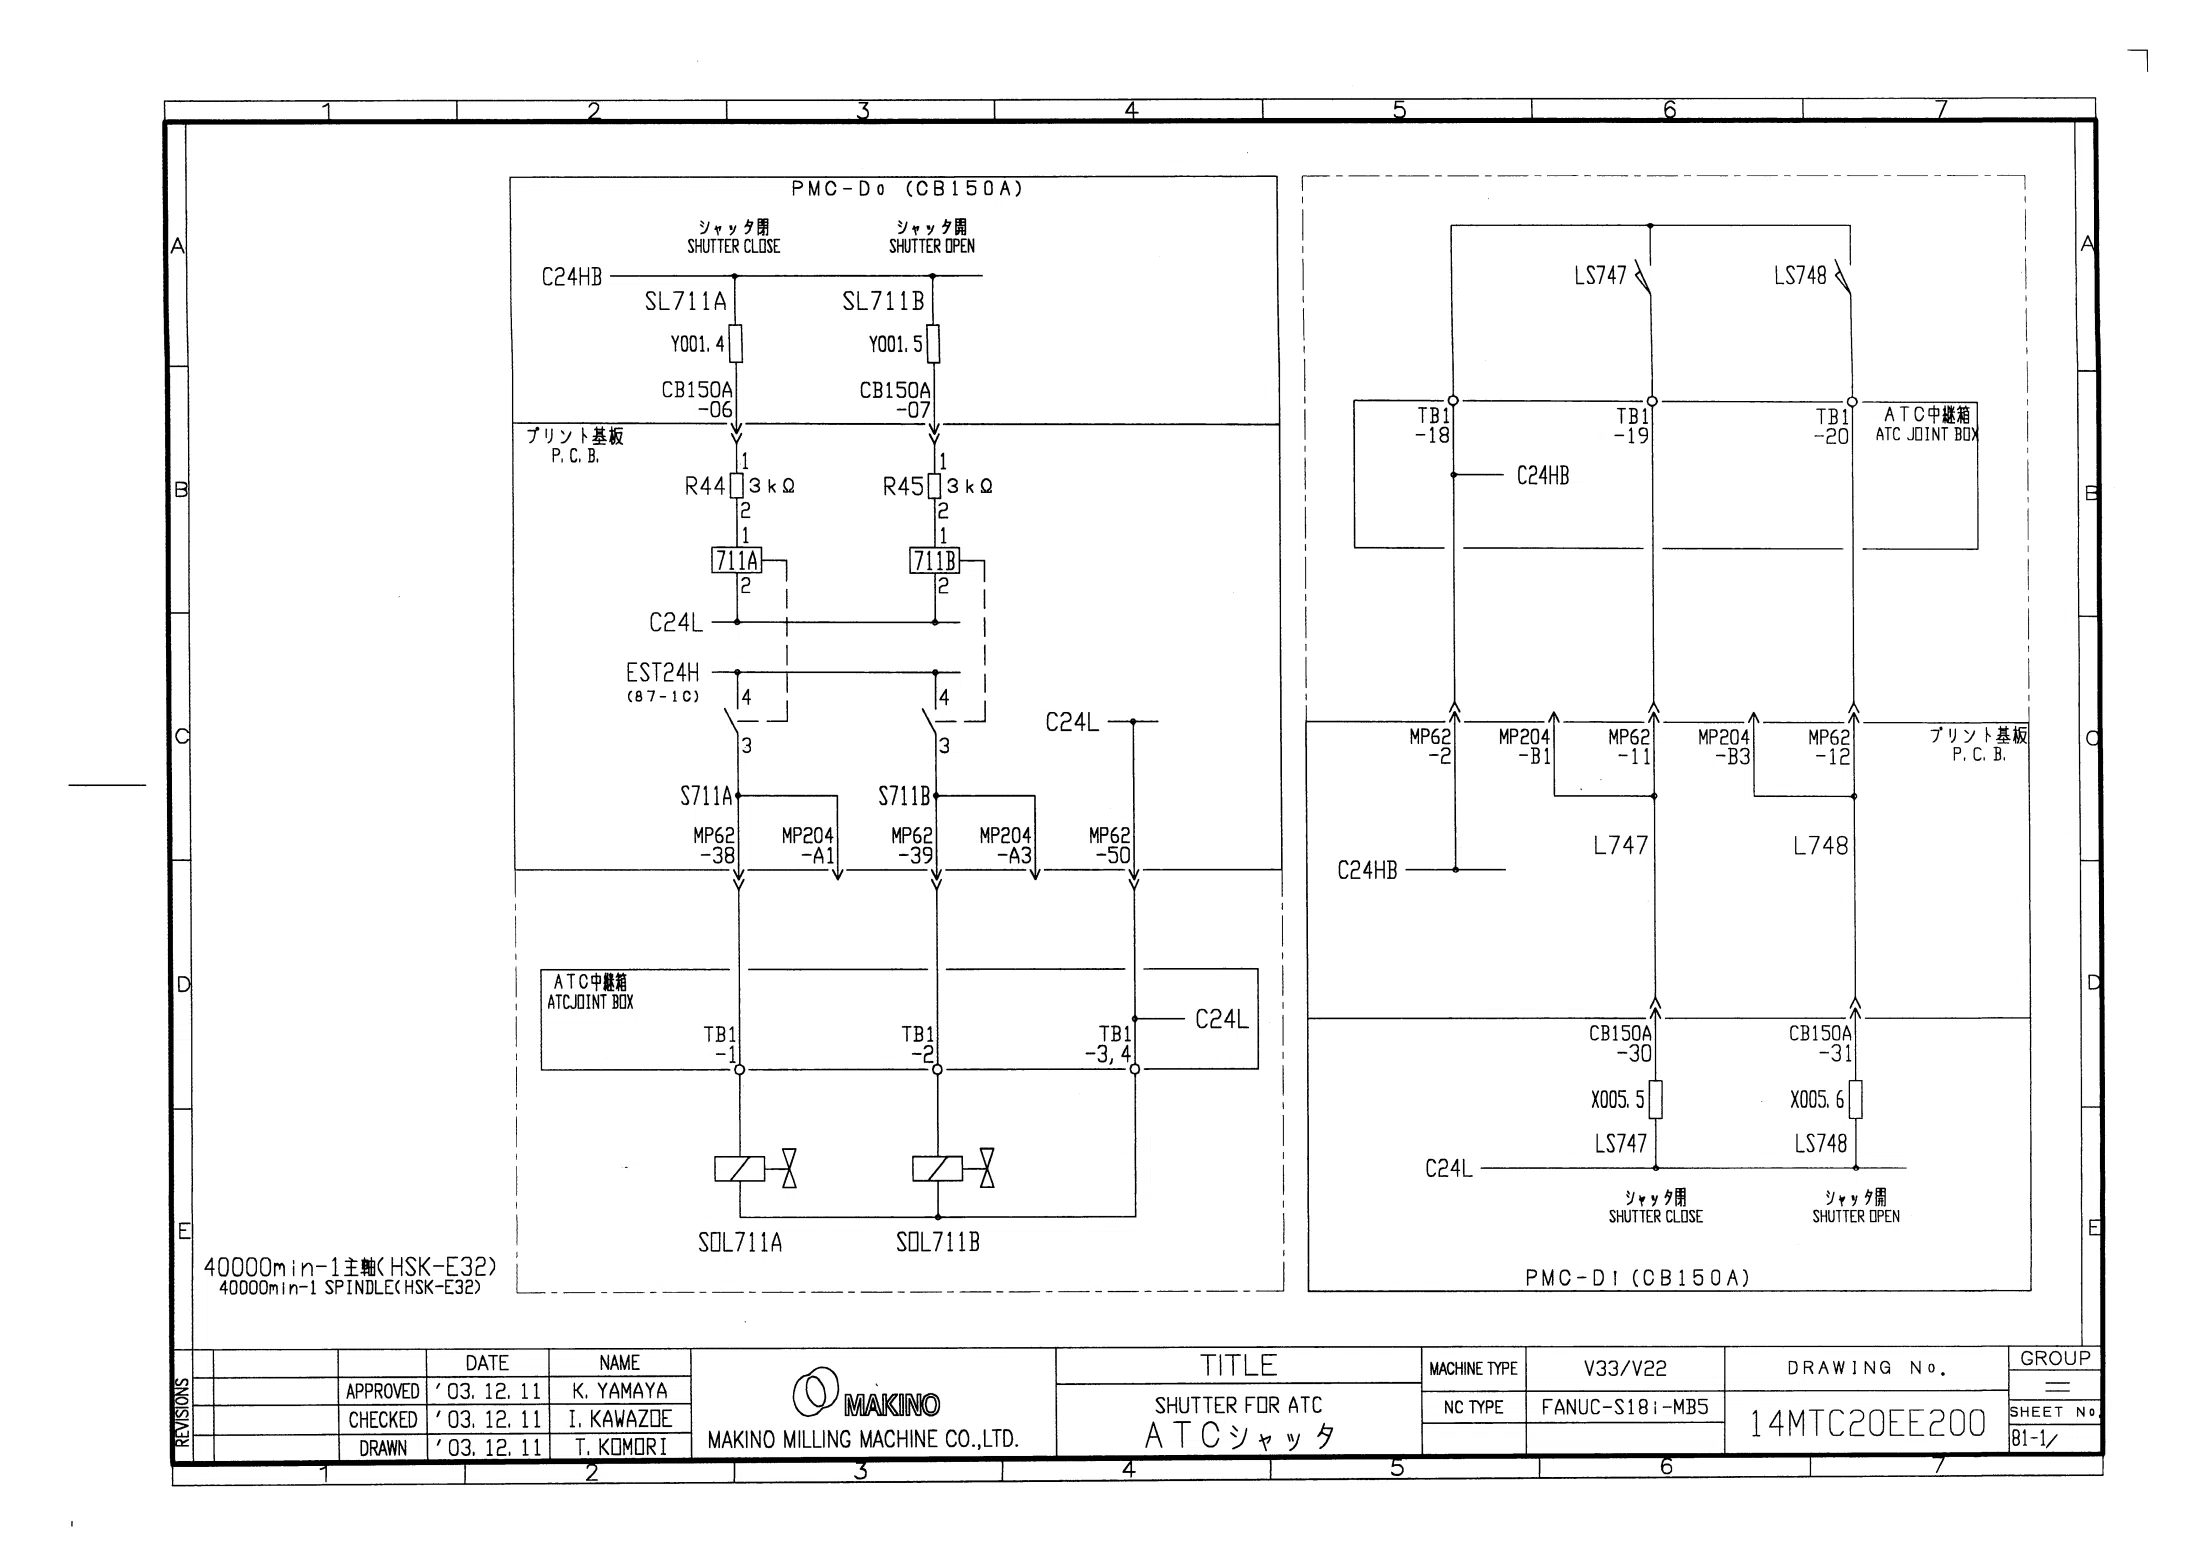 1 2 3 4 5 6 7
PMC-Do (CB150A)
シャッタ閉
SHUTTER CLOSE
シャッタ開
SHUTTER OPEN
C24HB
SL711A
SL711B
Y001.4
Y001.5
CB150A
-06
CB150A
-07
プリント基板
P.C.B.
1
R44 3kΩ
2
1
R45 3kΩ
2
1
711A
2
1
711B
2
C24L
EST24H
(87-1C)
4
3
4
3
C24L
S711A
S711B
MP62
-38
MP204
-A1
MP62
-39
MP204
-A3
MP62
-50
ATC中継箱
ATCJOINT BOX
TB1
-1
TB1
-2
TB1
-3,4
C24L
SOL711A
SOL711B
LS747
LS748
TB1
-18
TB1
-19
TB1
-20
ATC中継箱
ATC JOINT BOX
C24HB
MP62
-2
MP204
-B1
MP62
-11
MP204
-B3
MP62
-12
プリント基板
P.C.B.
L747
L748
C24HB
CB150A
-30
CB150A
-31
X005.5
X005.6
LS747
LS748
C24L
シャッタ閉
SHUTTER CLOSE
シャッタ開
SHUTTER OPEN
PMC-DI (CB150A)
A
B
C
D
E
A
B
C
D
E
40000min-1主軸(HSK-E32)
40000min-1 SPINDLE(HSK-E32)
REVISIONS
DATE NAME
APPROVED '03.12.11 K. YAMAYA
CHECKED '03.12.11 I. KAWAZOE
DRAWN '03.12.11 T. KOMORI
MAKINO
MAKINO MILLING MACHINE CO.,LTD.
TITLE
SHUTTER FOR ATC
ATCシャッタ
MACHINE TYPE V33/V22
NC TYPE FANUC-S18i-MB5
DRAWING No.
14MTC20EE200
GROUP
=
SHEET No.
81-1/
1 2 3 4 5 6 7